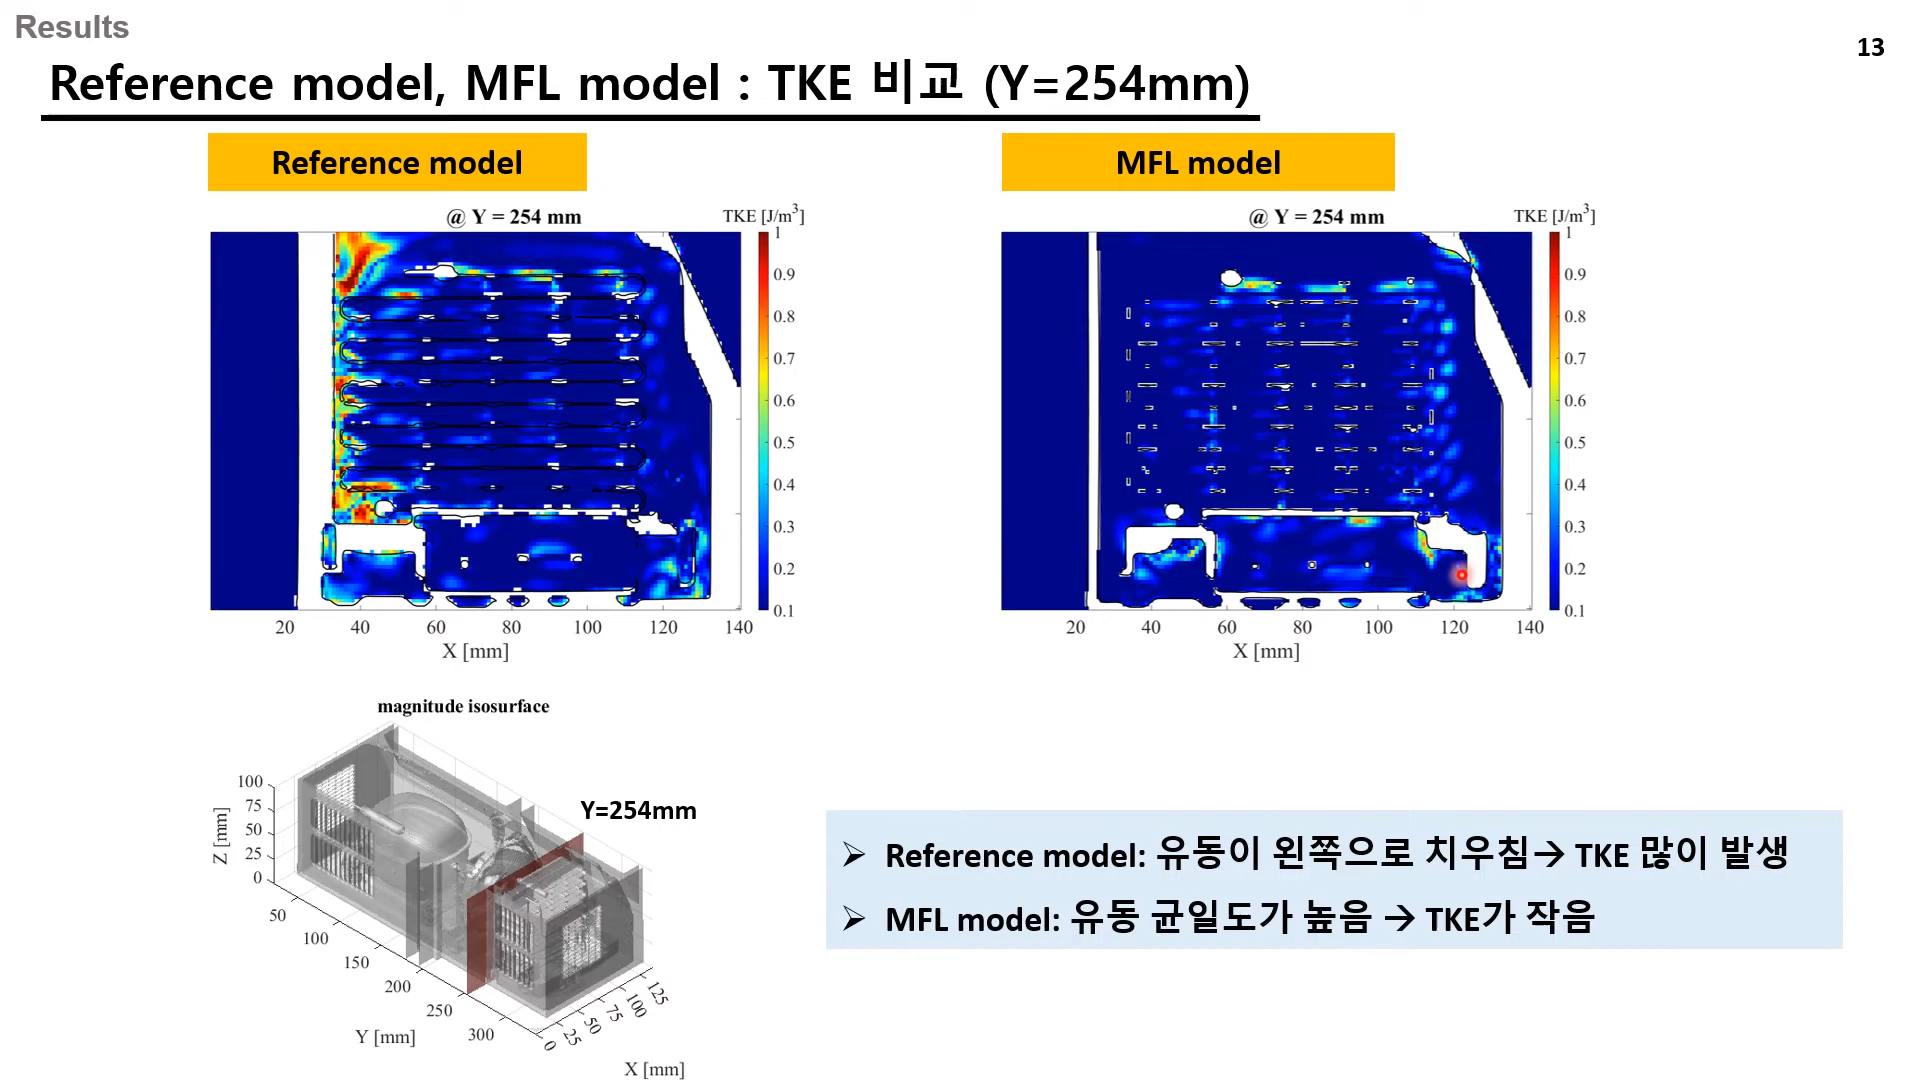 Results
13
Reference model, MFL model : TKE 비교 (Y=254mm)
Reference model
MFL model
@ Y = 254 mm
TKE [J/m³]
1
0.9
0.8
0.7
0.6
0.5
0.4
0.3
0.2
0.1
20 40 60 80 100 120 140
X [mm]
@ Y = 254 mm
TKE [J/m³]
1
0.9
0.8
0.7
0.6
0.5
0.4
0.3
0.2
0.1
20 40 60 80 100 120 140
X [mm]
magnitude isosurface
Y=254mm
100
75
50
25
0
Z [mm]
50
100
150
200
250
300
Y [mm]
0
25
50
75
100
125
X [mm]
➢ Reference model: 유동이 왼쪽으로 치우침→ TKE 많이 발생
➢ MFL model: 유동 균일도가 높음 → TKE가 작음